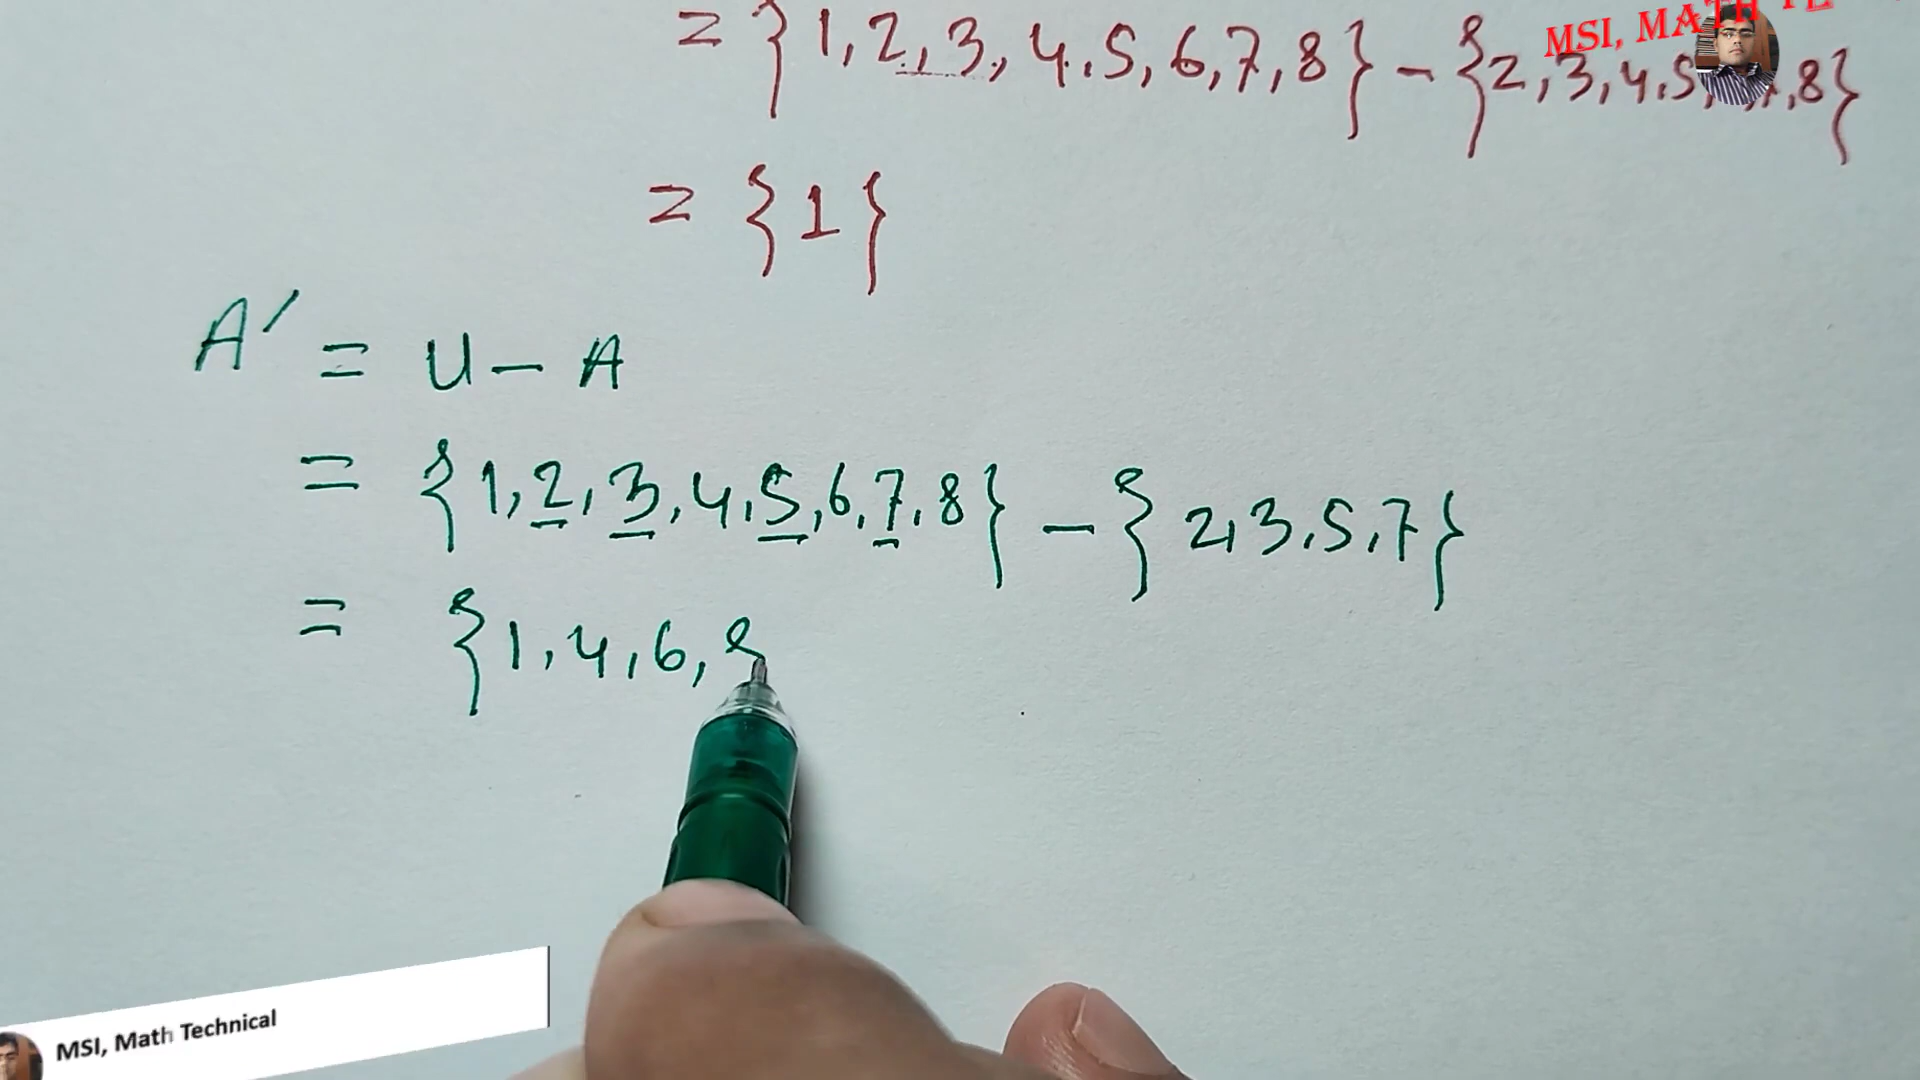 = {1,2,3,4,5,6,7,8} - {2,3,4,5, ,8}
MSI, MATH
= {1}
A′ = U - A
= {1,2,3,4,5,6,7,8} - {2,3,5,7}
= {1,4,6,8
MSI, Math Technical